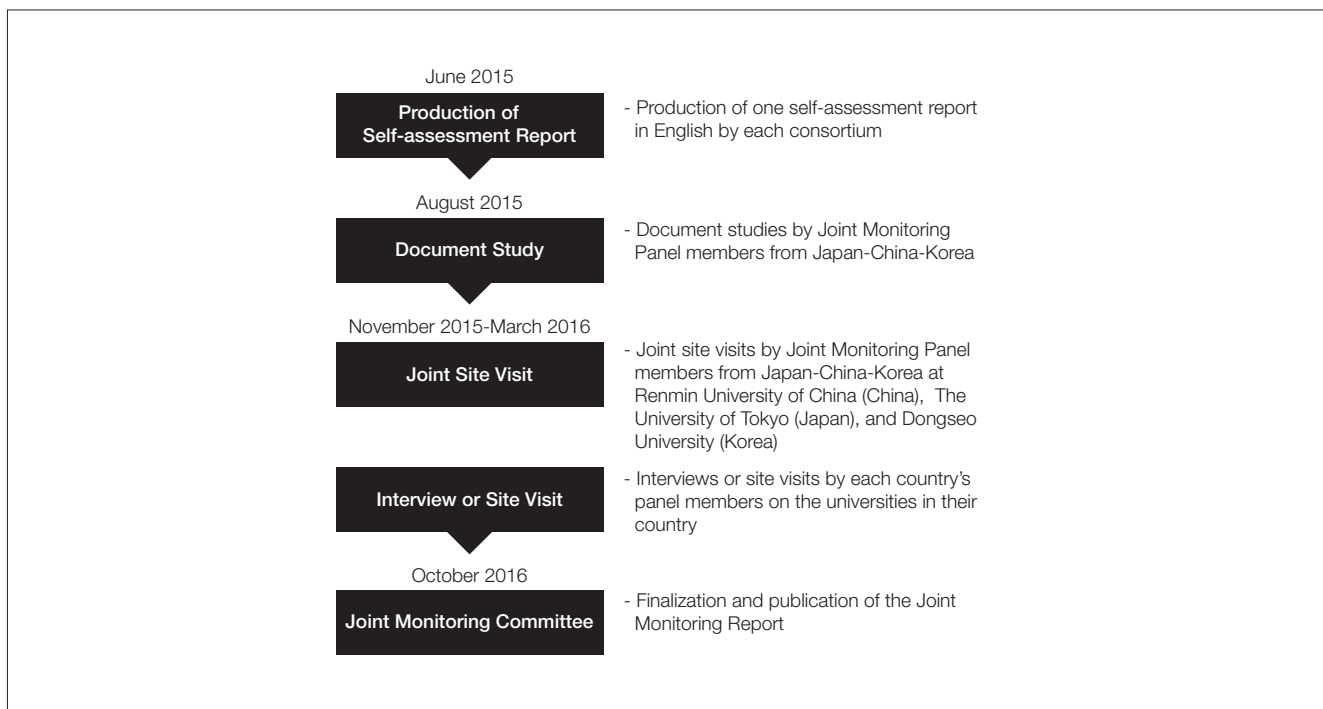 June 2015
Production of
Self-assessment Report
- Production of one self-assessment report
in English by each consortium
August 2015
Document Study
- Document studies by Joint Monitoring
Panel members from Japan-China-Korea
November 2015-March 2016
Joint Site Visit
- Joint site visits by Joint Monitoring Panel
members from Japan-China-Korea at
Renmin University of China (China), The
University of Tokyo (Japan), and Dongseo
University (Korea)
Interview or Site Visit
- Interviews or site visits by each country's
panel members on the universities in their
country
October 2016
Joint Monitoring Committee
- Finalization and publication of the Joint
Monitoring Report